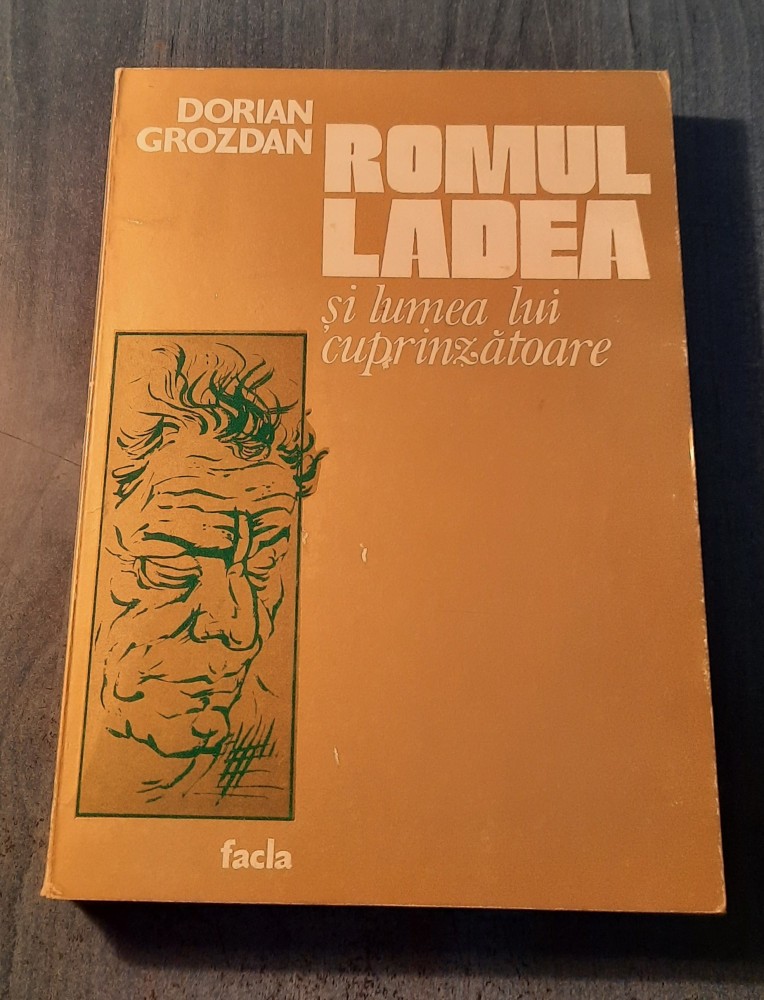 DORIAN
GROZDAN
ROMUL
LADEA
și lumea lui
cuprinzătoare
facla